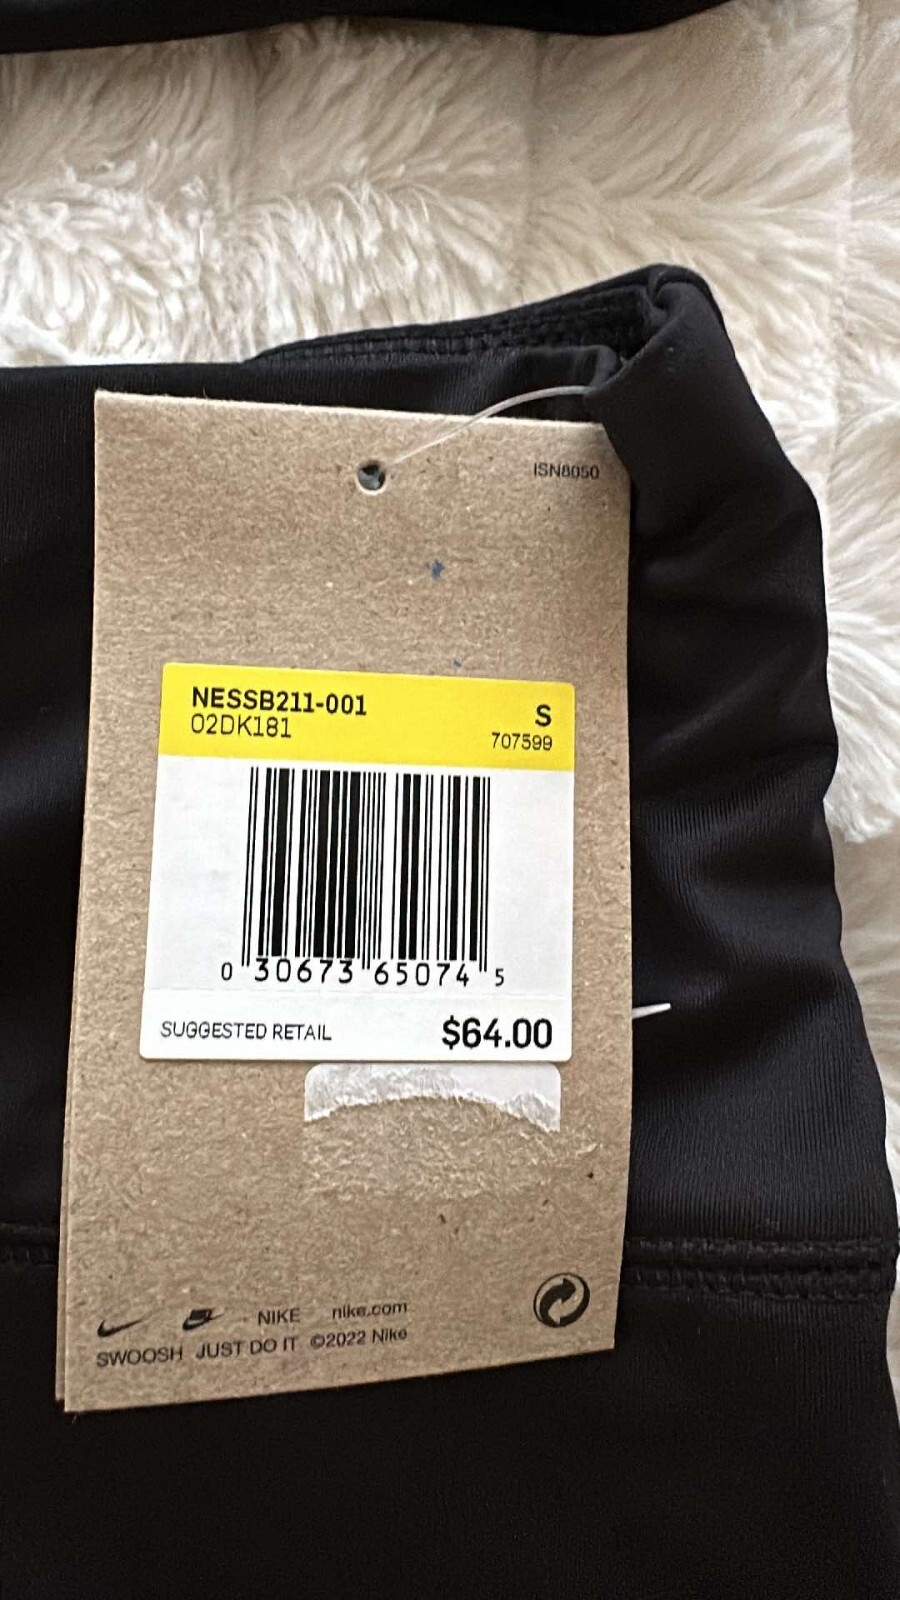 ISN8050
NESSB211-001
S
02DK181
707599
0 30673 65074 5
SUGGESTED RETAIL
$64.00
NIKE nike.com
SWOOSH JUST DO IT ©2022 Nike